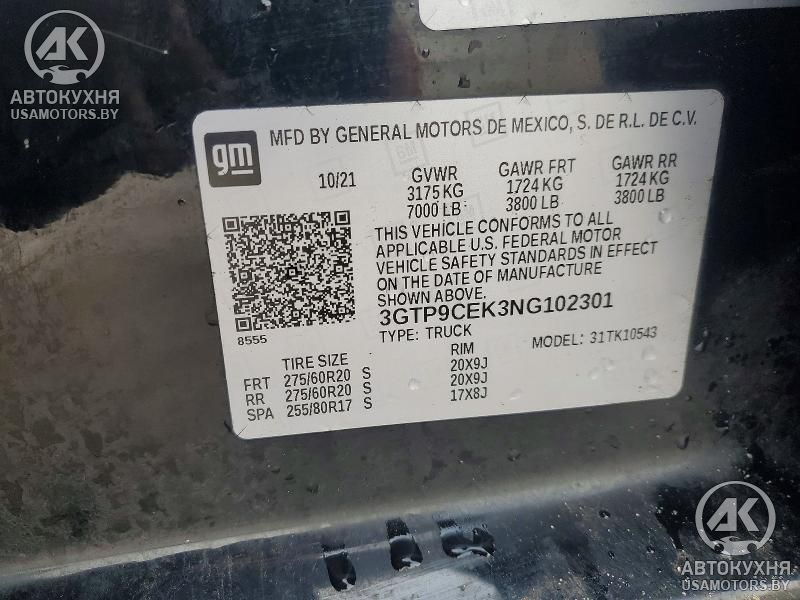 AK
АВТОКУХНЯ
USAMOTORS.BY
gm
MFD BY GENERAL MOTORS DE MEXICO, S. DE R.L. DE C.V.
10/21
GVWR GAWR FRT GAWR RR
3175 KG 1724 KG 1724 KG
7000 LB 3800 LB 3800 LB
THIS VEHICLE CONFORMS TO ALL
APPLICABLE U.S. FEDERAL MOTOR
VEHICLE SAFETY STANDARDS IN EFFECT
ON THE DATE OF MANUFACTURE
SHOWN ABOVE.
3GTP9CEK3NG102301
TYPE: TRUCK MODEL: 31TK10543
8555
TIRE SIZE RIM
FRT 275/60R20 S 20X9J
RR 275/60R20 S 20X9J
SPA 255/80R17 S 17X8J
AK
АВТОКУХНЯ
USAMOTORS.BY